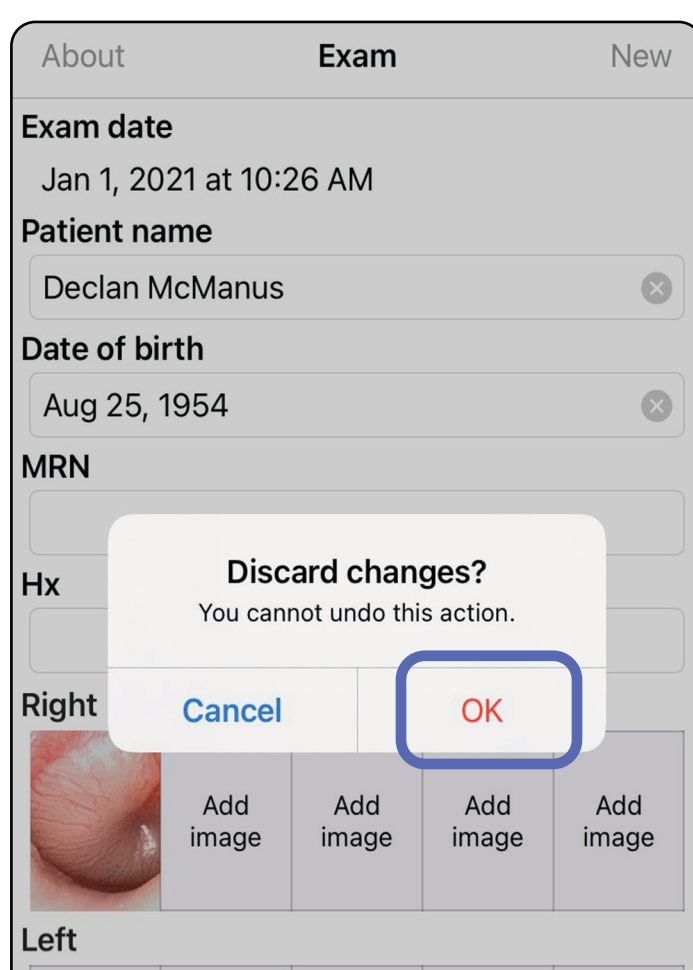 About Exam New
Exam date
Jan 1, 2021 at 10:26 AM
Patient name
Declan McManus
Date of birth
Aug 25, 1954
MRN
Hx
Discard changes?
You cannot undo this action.
Cancel OK
Right
Add image Add image Add image Add image
Left